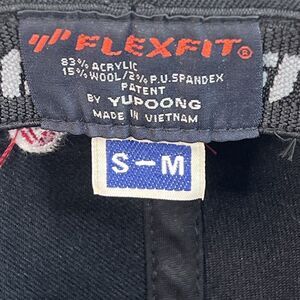 FLEXFIT®
83% ACRYLIC
15% WOOL/2% P.U.SPANDEX
PATENT
BY YUPOONG
MADE IN VIETNAM
S-M